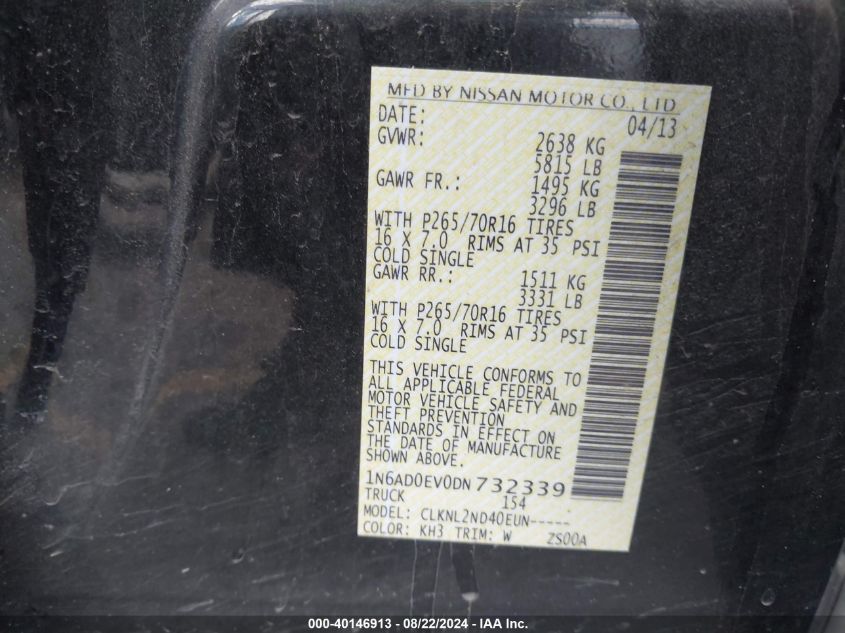 MFD BY NISSAN MOTOR CO., LTD
DATE: 04/13
GVWR: 2638 KG
5815 LB
GAWR FR.: 1495 KG
3296 LB
WITH P265/70R16 TIRES
16 X 7.0 RIMS AT 35 PSI
COLD SINGLE
GAWR RR.: 1511 KG
3331 LB
WITH P265/70R16 TIRES
16 X 7.0 RIMS AT 35 PSI
COLD SINGLE
THIS VEHICLE CONFORMS TO
ALL APPLICABLE FEDERAL
MOTOR VEHICLE SAFETY AND
THEFT PREVENTION
STANDARDS IN EFFECT ON
THE DATE OF MANUFACTURE
SHOWN ABOVE.
1N6AD0EV0DN732339
TRUCK 154
MODEL: CLKNL2ND40EUN-----
COLOR: KH3 TRIM: W ZS00A
000-40146913 - 08/22/2024 - IAA Inc.